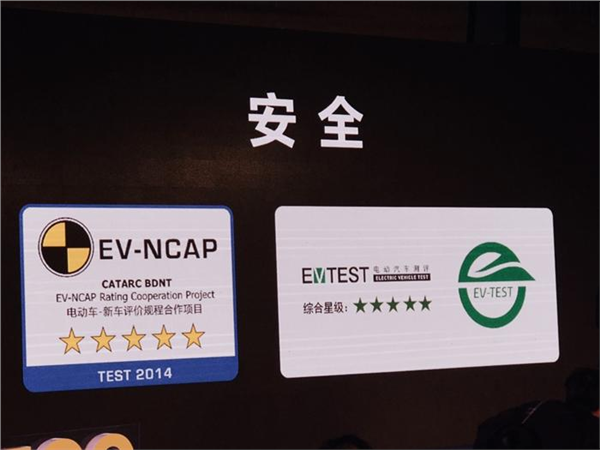 安全
EV-NCAP
CATARC BDNT
EV-NCAP Rating Cooperation Project
电动车-新车评价规程合作项目
TEST 2014
EVTEST 电动汽车测评
ELECTRIC VEHICLE TEST
综合星级：★★★★★
EV-TEST